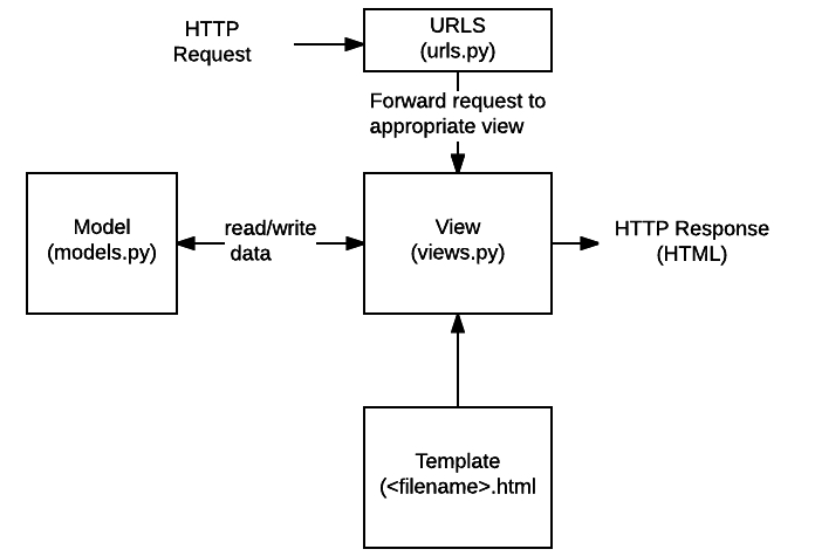 HTTP
Request
URLS
(urls.py)
Forward request to
appropriate view
Model
(models.py)
read/write
data
View
(views.py)
HTTP Response
(HTML)
Template
(<filename>.html